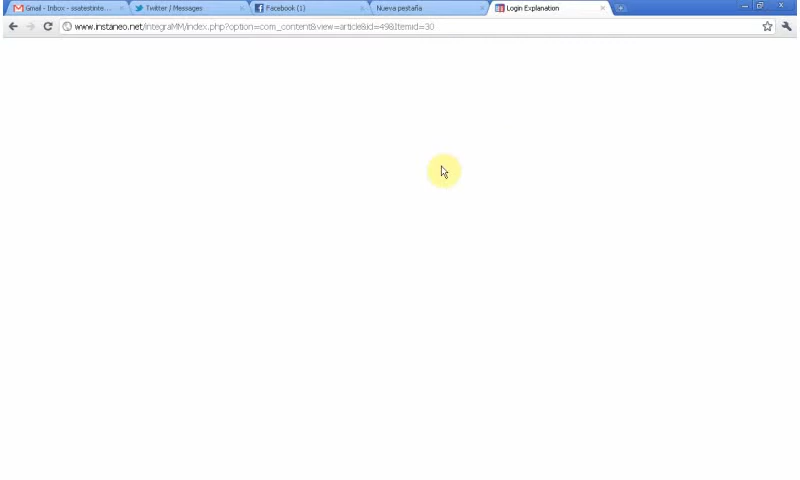 Gmail - Inbox - ssatestinte... Twitter / Messages Facebook (1) Nueva pestaña Login Explanation
www.instaneo.net/integraMM/index.php?option=com_content&view=article&id=49&Itemid=30